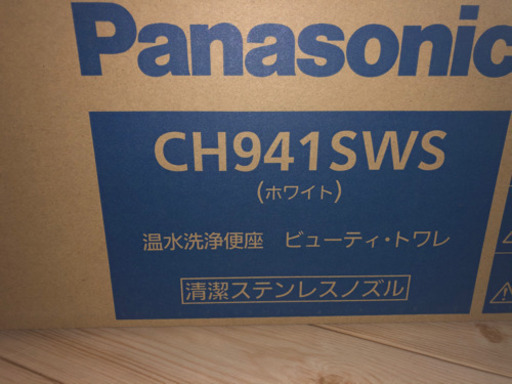 Panasonic
CH941SWS
(ホワイト)
温水洗浄便座 ビューティ・トワレ
清潔ステンレスノズル